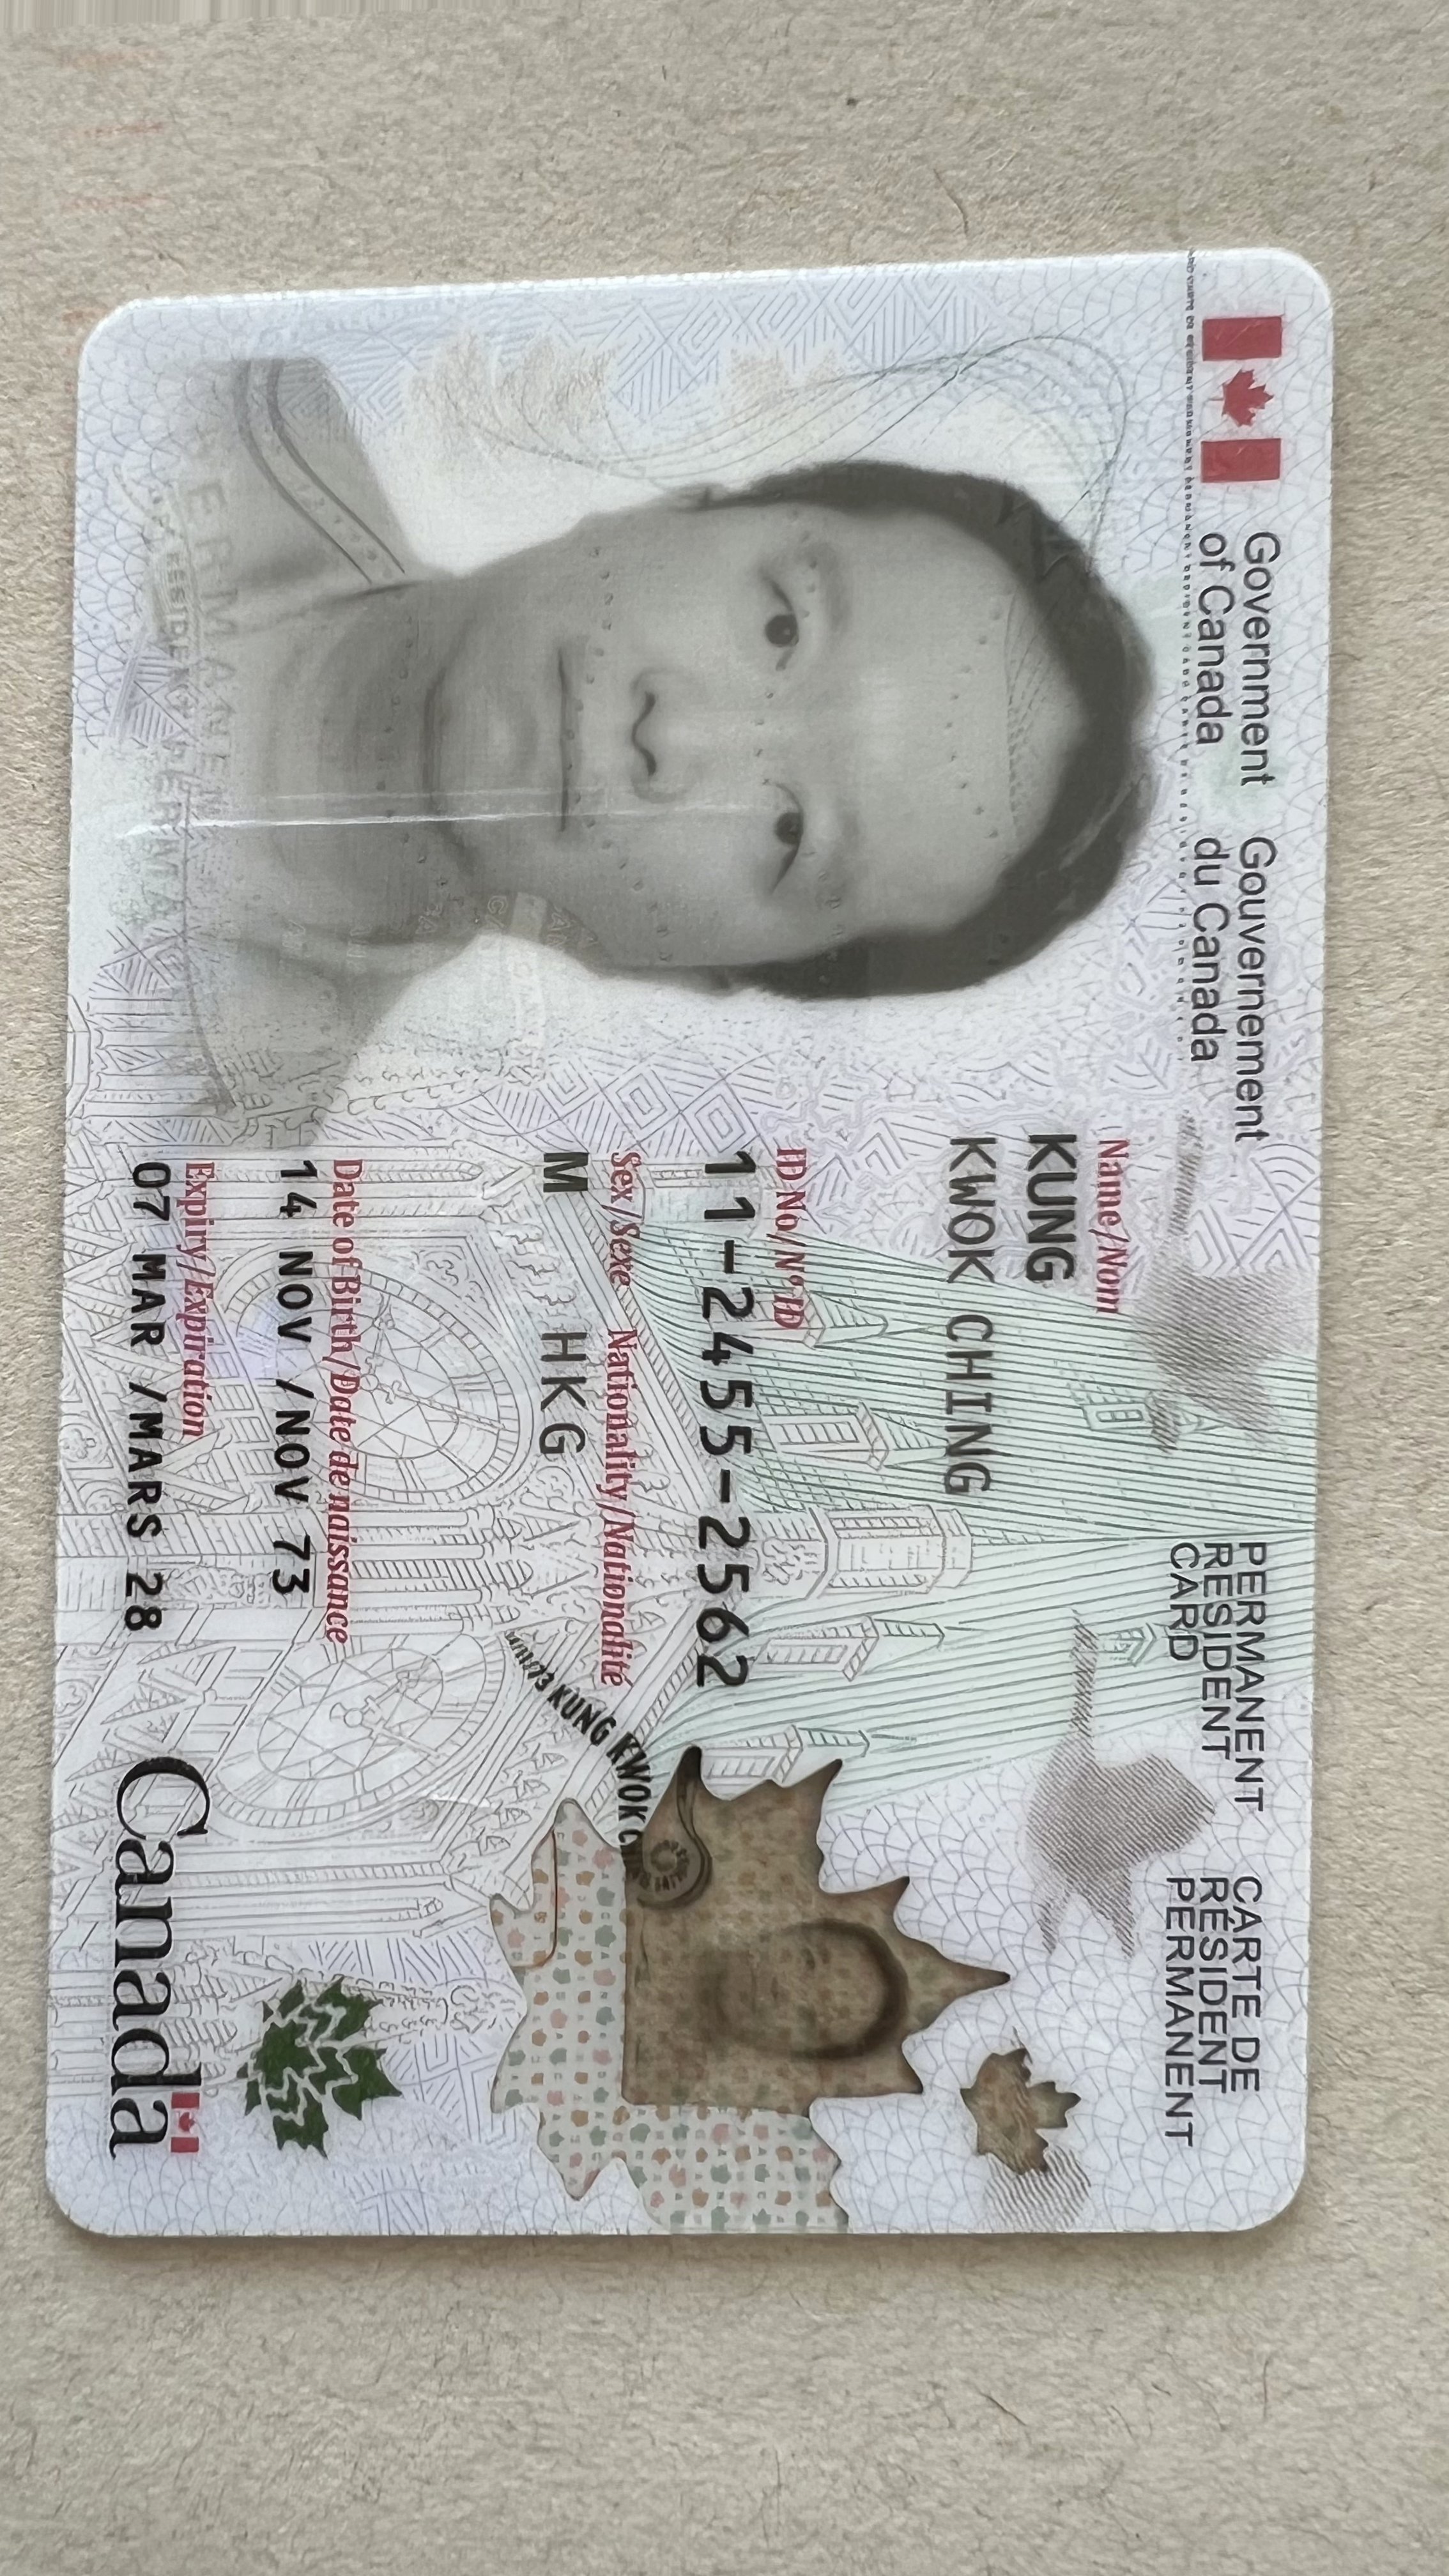 Government
of Canada
Gouvernement
du Canada
PERMANENT
RESIDENT
CARD
CARTE DE
RÉSIDENT
PERMANENT
Name/Nom
KUNG
KWOK CHING
ID No/Nº ID
11-2455-2562
Sex/Sexe Nationality/Nationalité
M HKG
Date of Birth/Date de naissance
14 NOV /NOV 73
Expiry/Expiration
07 MAR /MARS 28
73 KUNG KWOK
Canada